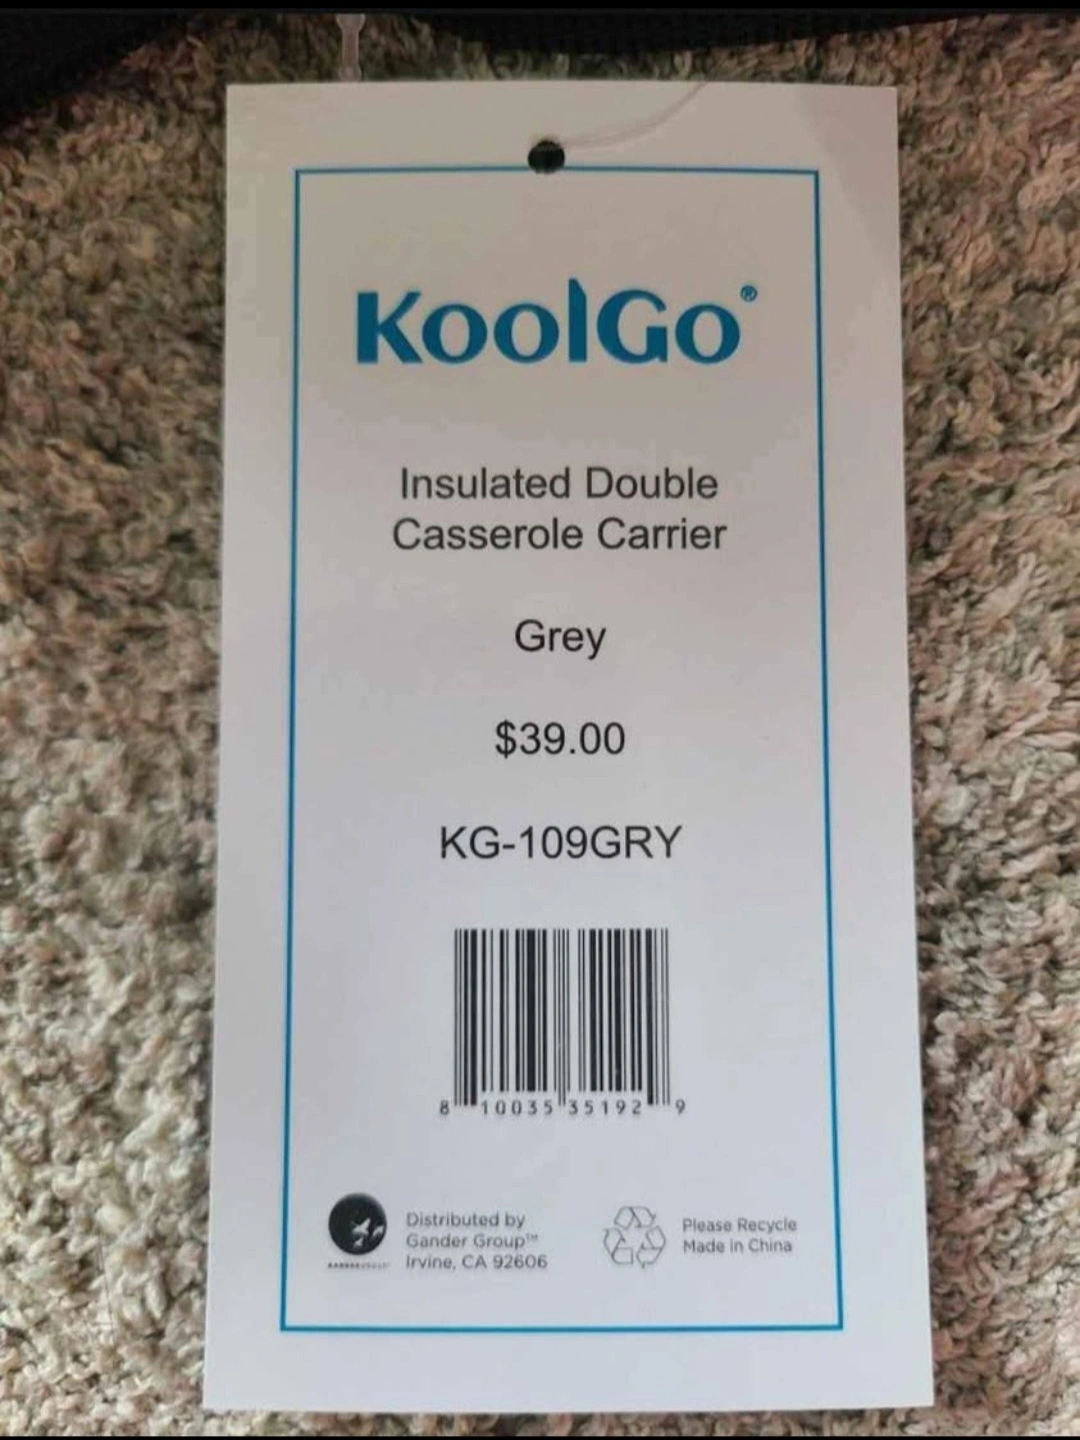 KoolGo®
Insulated Double
Casserole Carrier
Grey
$39.00
KG-109GRY
8 10035 35192 9
Distributed by
Gander Group™
Irvine, CA 92606
Please Recycle
Made in China